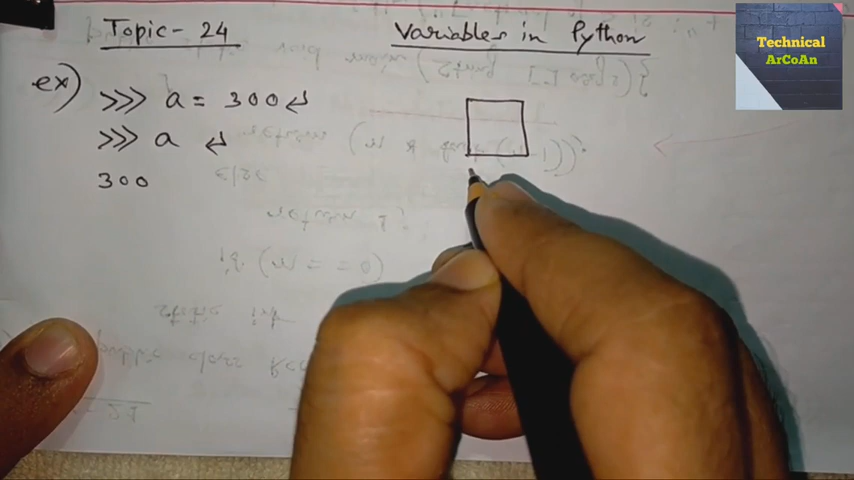 Topic - 24
Variables in Python
Technical
ArCoAn
ex)
>>> a = 300 ↵
>>> a ↵
300